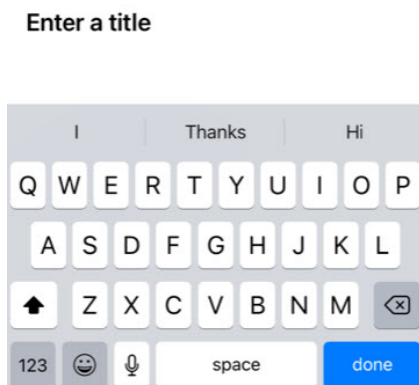 Enter a title
I Thanks Hi
Q W E R T Y U I O P
A S D F G H J K L
Z X C V B N M
123 space done